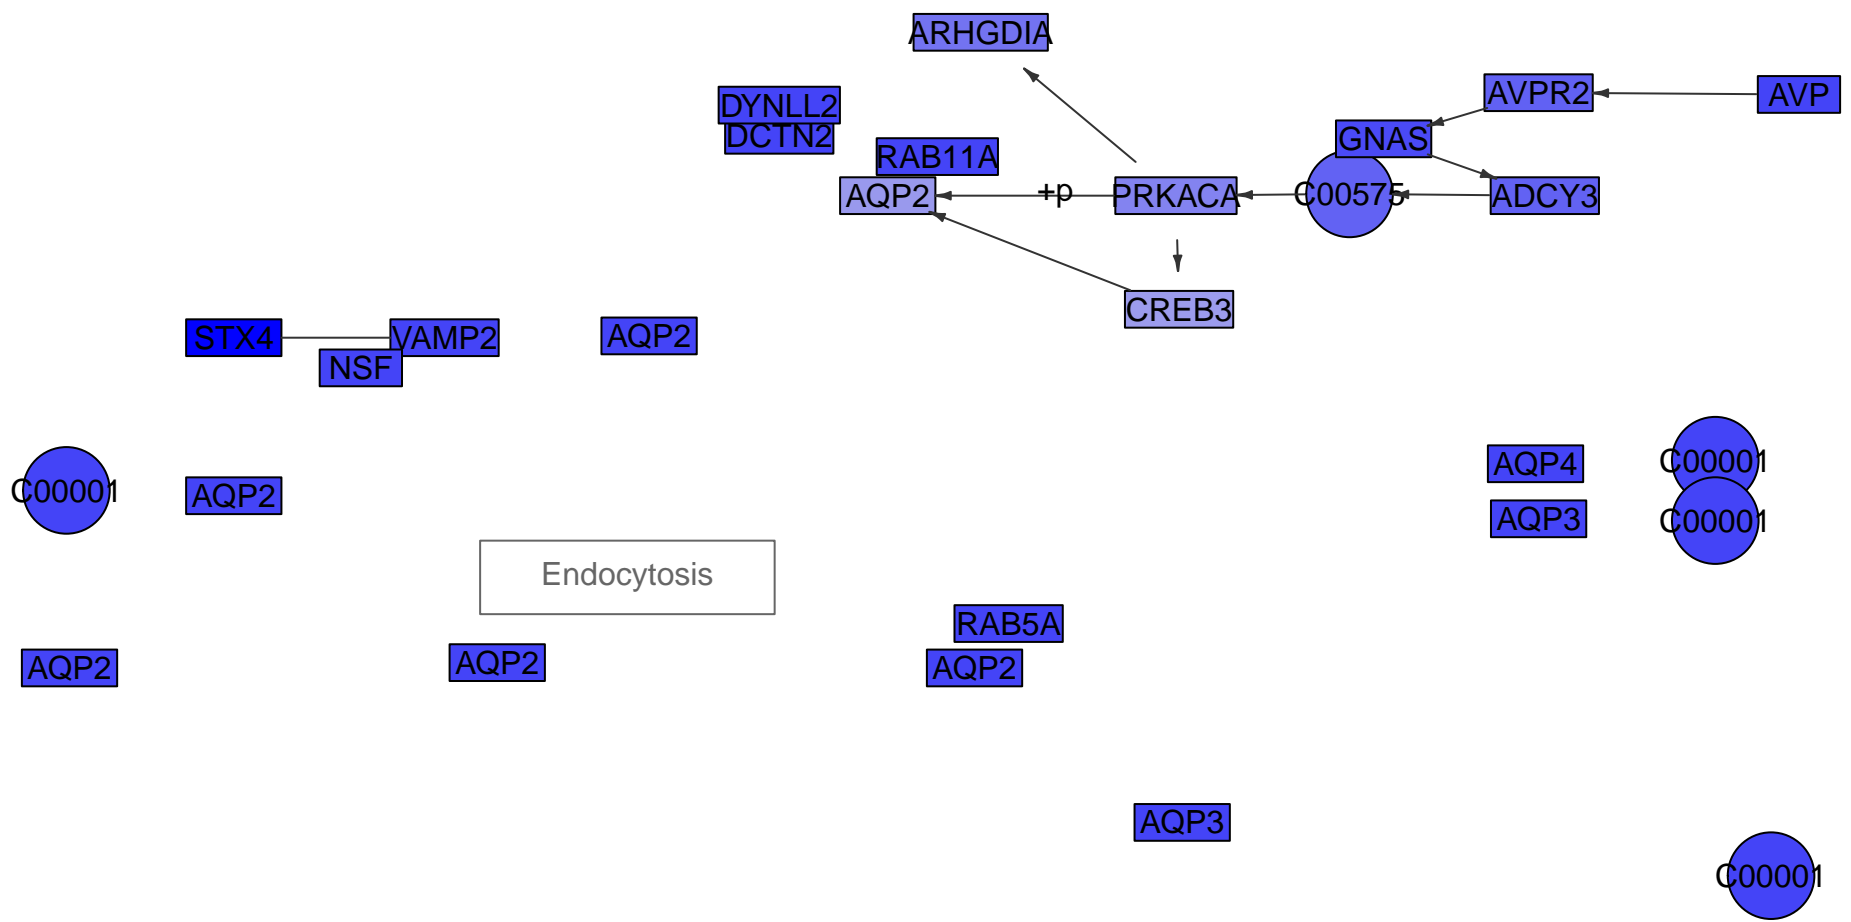 ARHGDIA
AVPR2
AVP
DYNLL2
DCTN2
GNAS
RAB11A
AQP2
+p
PRKACA
C00575
ADCY3
CREB3
STX4
VAMP2
AQP2
NSF
C00001
AQP4
C00001
AQP2
AQP3
C00001
Endocytosis
RAB5A
AQP2
AQP2
AQP2
AQP3
C00001